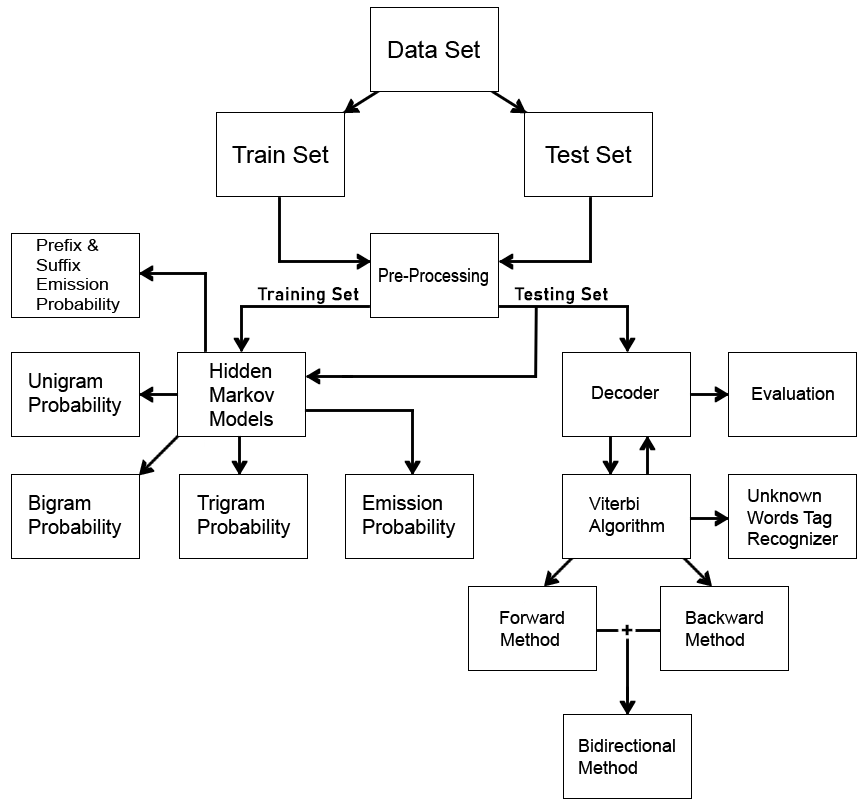 Data Set
Train Set
Test Set
Prefix &
Suffix
Emission
Probability
Pre-Processing
Training Set
Testing Set
Unigram
Probability
Hidden
Markov
Models
Decoder
Evaluation
Bigram
Probability
Trigram
Probability
Emission
Probability
Viterbi
Algorithm
Unknown
Words Tag
Recognizer
Forward
Method
+
Backward
Method
Bidirectional
Method